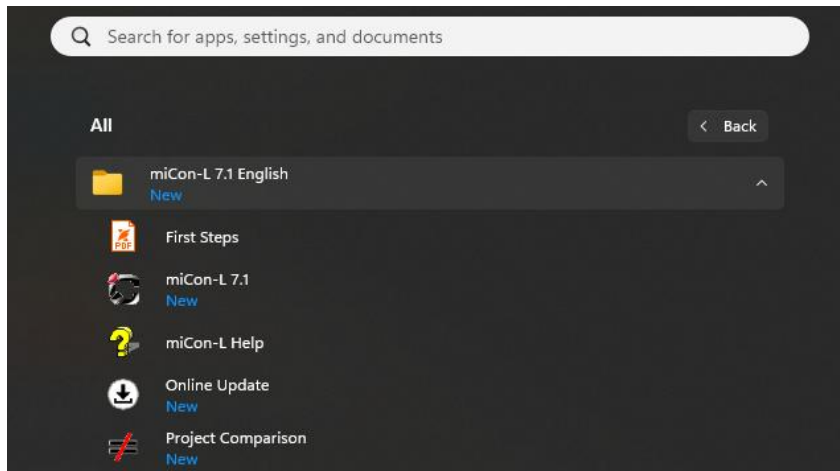 Search for apps, settings, and documents
All
Back
miCon-L 7.1 English
New
First Steps
PDF
miCon-L 7.1
New
miCon-L Help
Online Update
New
Project Comparison
New